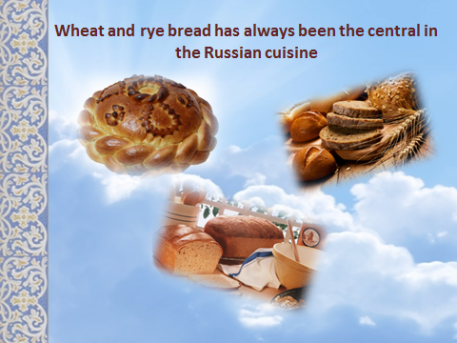 Wheat and rye bread has always been the central in
the Russian cuisine